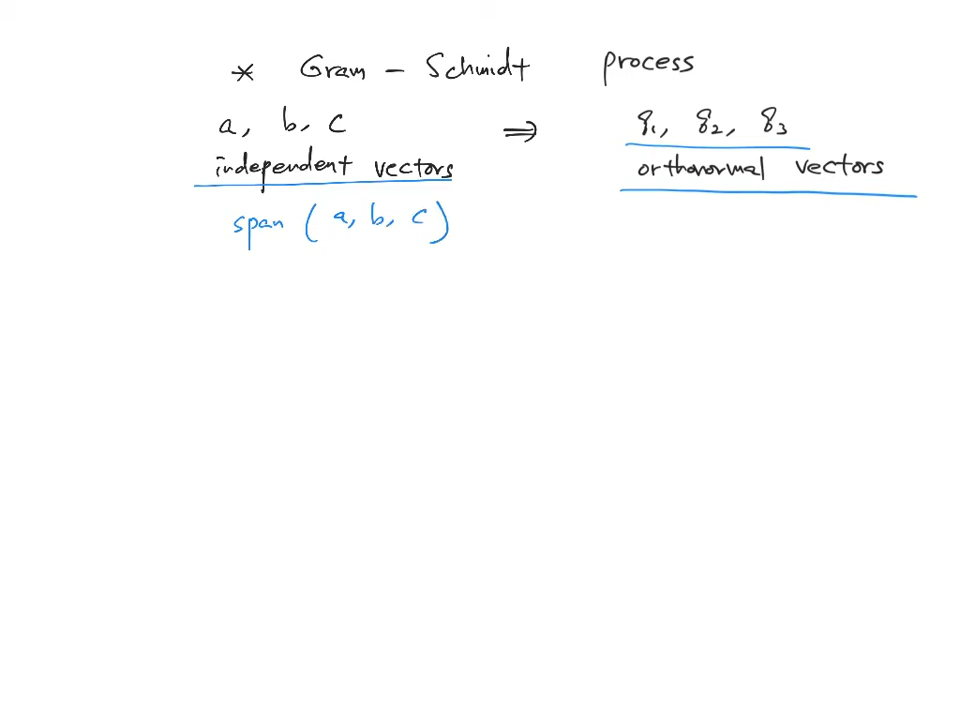 * Gram - Schmidt process
a, b, c ⇒ q₁, q₂, q₃
independent vectors orthonormal vectors
span ( a, b, c )